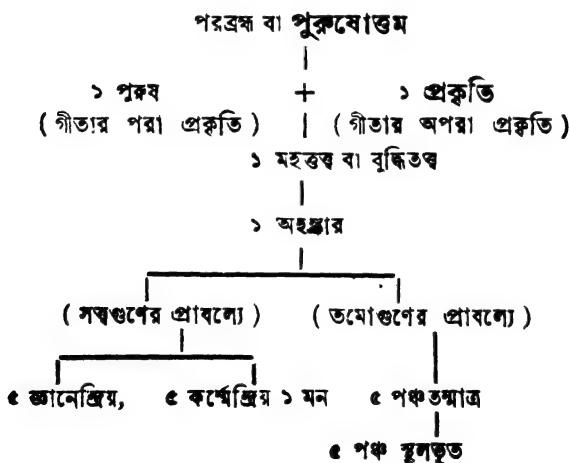 পরব্রহ্ম বা পুরুষোত্তম
১ পুরুষ + ১ প্রকৃতি
( গীতার পরা প্রকৃতি ) ( গীতার অপরা প্রকৃতি )
১ মহত্তত্ত্ব বা বুদ্ধিতত্ত্ব
১ অহঙ্কার
( সত্ত্বগুণের প্রাবল্যে ) ( তমোগুণের প্রাবল্যে )
৫ জ্ঞানেন্দ্রিয়, ৫ কর্ম্মেন্দ্রিয় ১ মন ৫ পঞ্চতন্মাত্র
৫ পঞ্চ স্থূলভূত